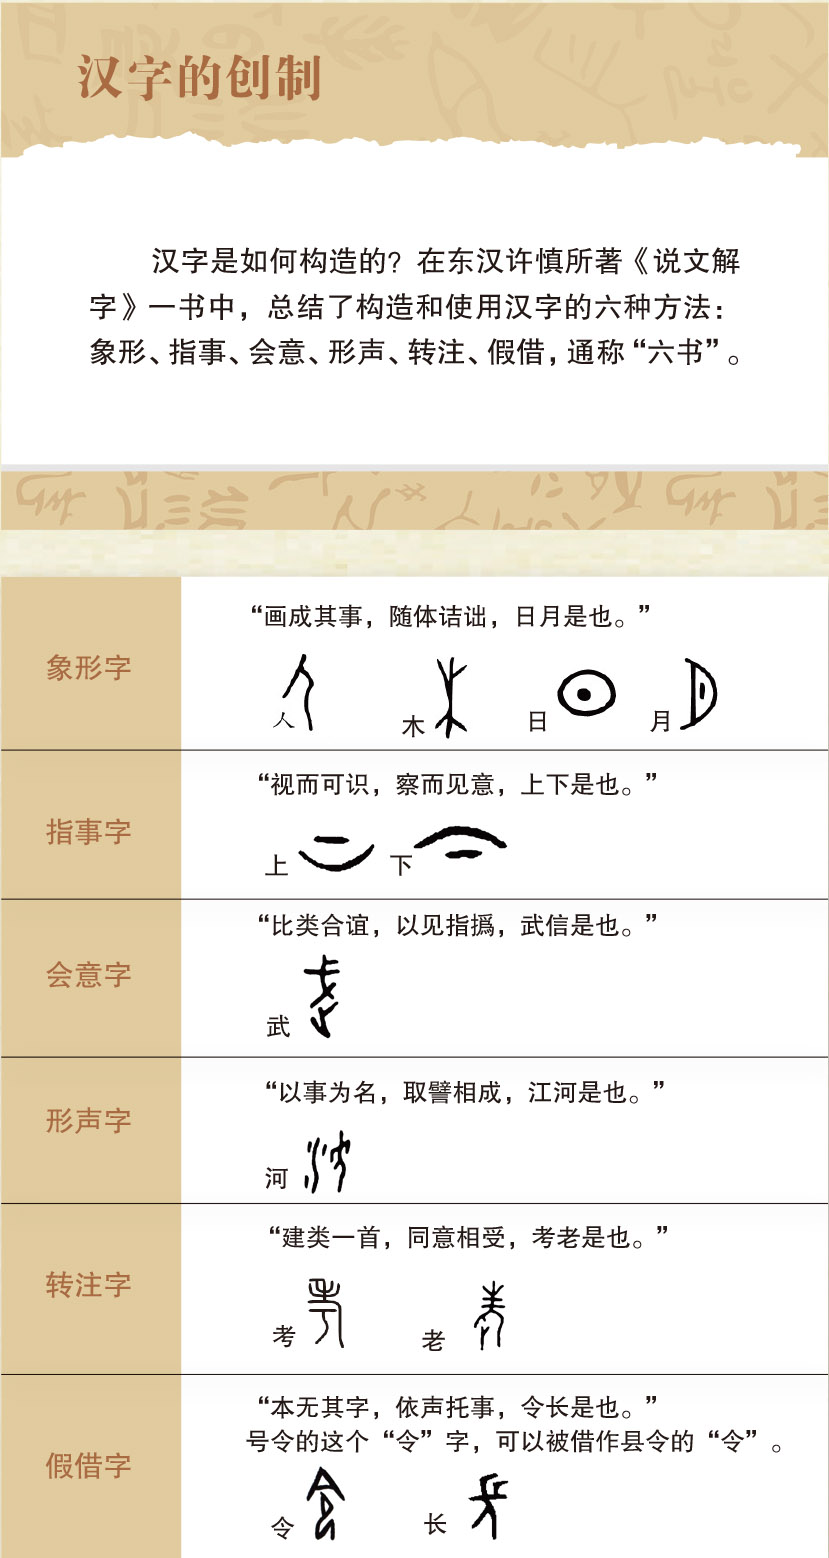 汉字的创制
汉字是如何构造的？在东汉许慎所著《说文解
字》一书中，总结了构造和使用汉字的六种方法：
象形、指事、会意、形声、转注、假借，通称“六书”。
象形字
“画成其事，随体诘诎，日月是也。”
人 木 日 月
指事字
“视而可识，察而见意，上下是也。”
上 下
会意字
“比类合谊，以见指撝，武信是也。”
武
形声字
“以事为名，取譬相成，江河是也。”
河
转注字
“建类一首，同意相受，考老是也。”
考 老
假借字
“本无其字，依声托事，令长是也。”
号令的这个“令”字，可以被借作县令的“令”。
令 长